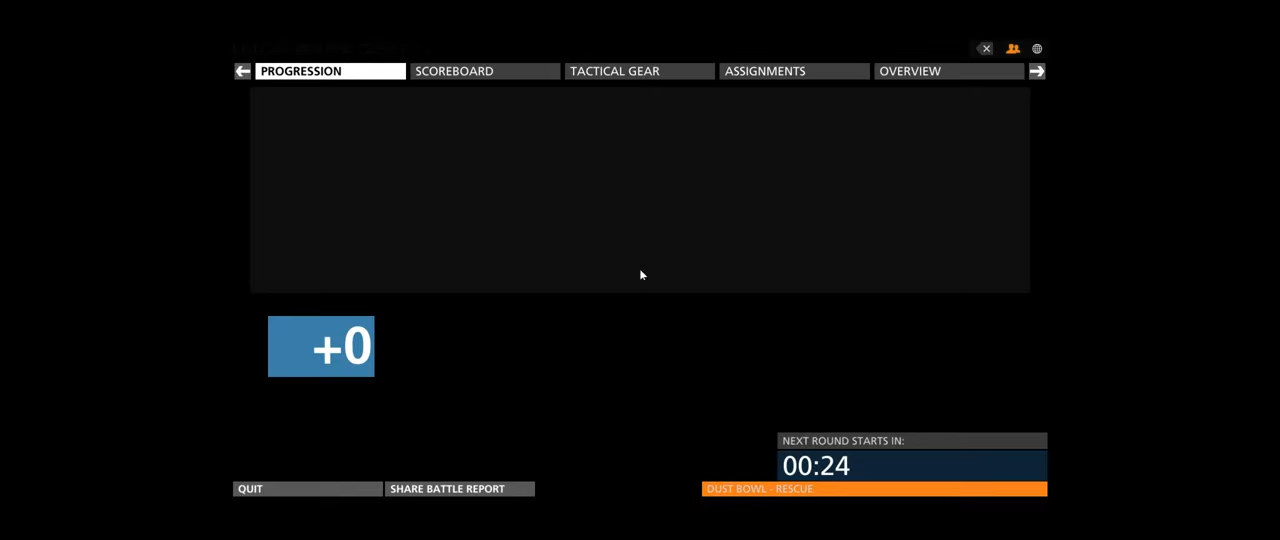 PROGRESSION
SCOREBOARD
TACTICAL GEAR
ASSIGNMENTS
OVERVIEW
+0
NEXT ROUND STARTS IN:
00:24
QUIT
SHARE BATTLE REPORT
DUST BOWL - RESCUE